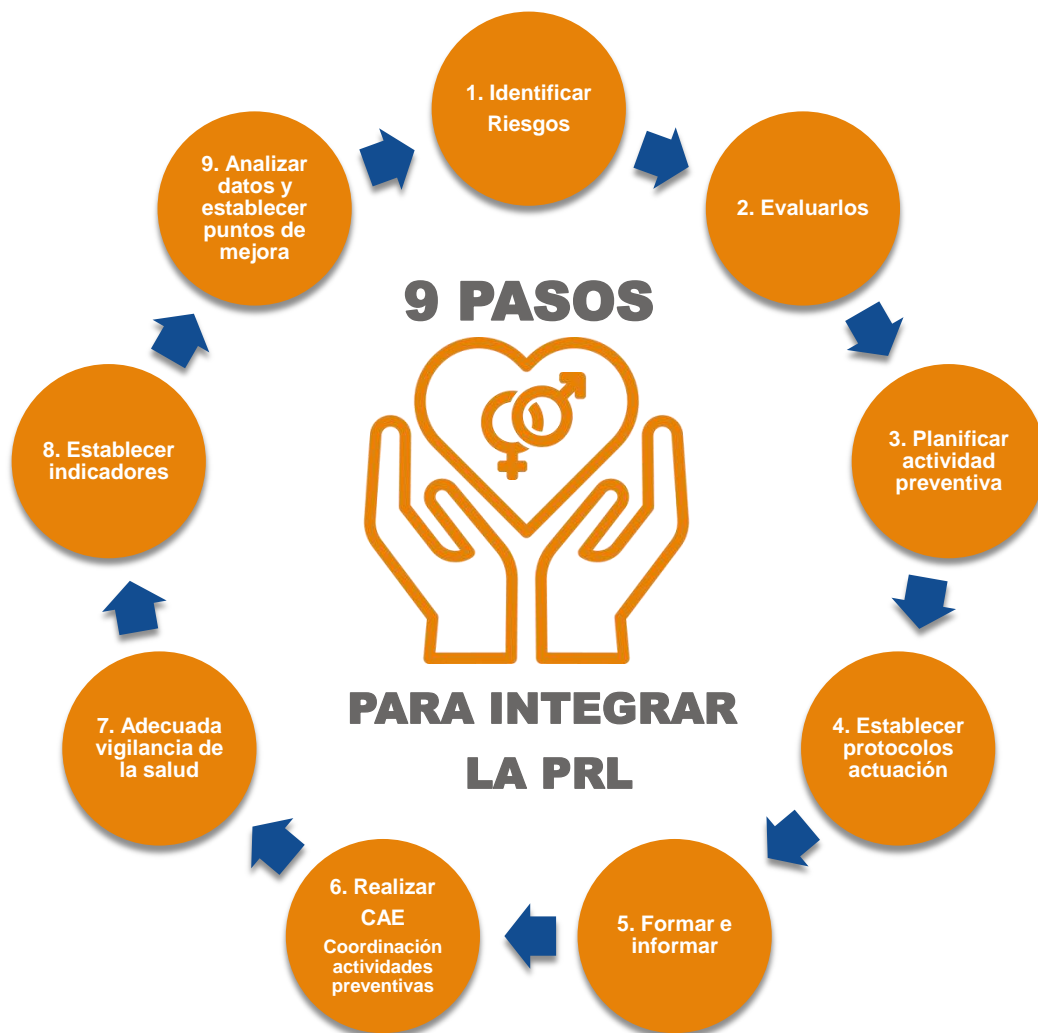 1. Identificar
Riesgos
2. Evaluarlos
3. Planificar
actividad
preventiva
4. Establecer
protocolos
actuación
5. Formar e
informar
6. Realizar
CAE
Coordinación
actividades
preventivas
7. Adecuada
vigilancia de
la salud
8. Establecer
indicadores
9. Analizar
datos y
establecer
puntos de
mejora
9 PASOS
PARA INTEGRAR
LA PRL